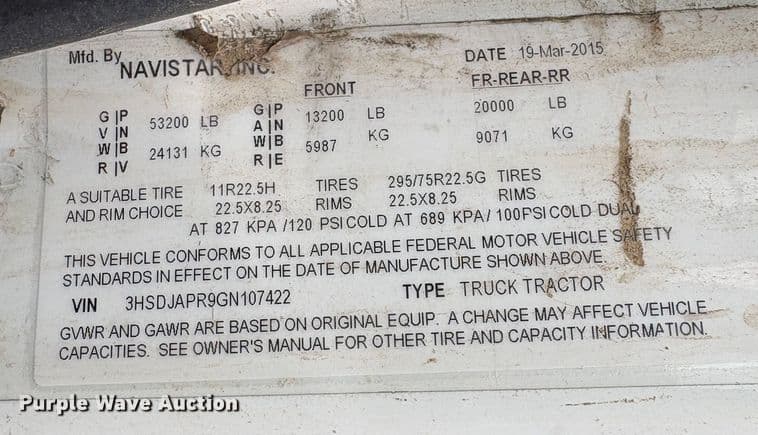 Mfd. By NAVISTAR, INC. DATE 19-Mar-2015
FRONT FR-REAR-RR
G|P V|N W|B R|V 53200 LB 24131 KG
G|P A|N W|B R|E 13200 LB 5987 KG
20000 LB 9071 KG
A SUITABLE TIRE 11R22.5H TIRES 295/75R22.5G TIRES
AND RIM CHOICE 22.5X8.25 RIMS 22.5X8.25 RIMS
AT 827 KPA /120 PSI COLD AT 689 KPA/ 100PSI COLD DUAL
THIS VEHICLE CONFORMS TO ALL APPLICABLE FEDERAL MOTOR VEHICLE SAFETY
STANDARDS IN EFFECT ON THE DATE OF MANUFACTURE SHOWN ABOVE.
VIN 3HSDJAPR9GN107422 TYPE TRUCK TRACTOR
GVWR AND GAWR ARE BASED ON ORIGINAL EQUIP. A CHANGE MAY AFFECT VEHICLE
CAPACITIES. SEE OWNER'S MANUAL FOR OTHER TIRE AND CAPACITY INFORMATION.
Purple Wave Auction